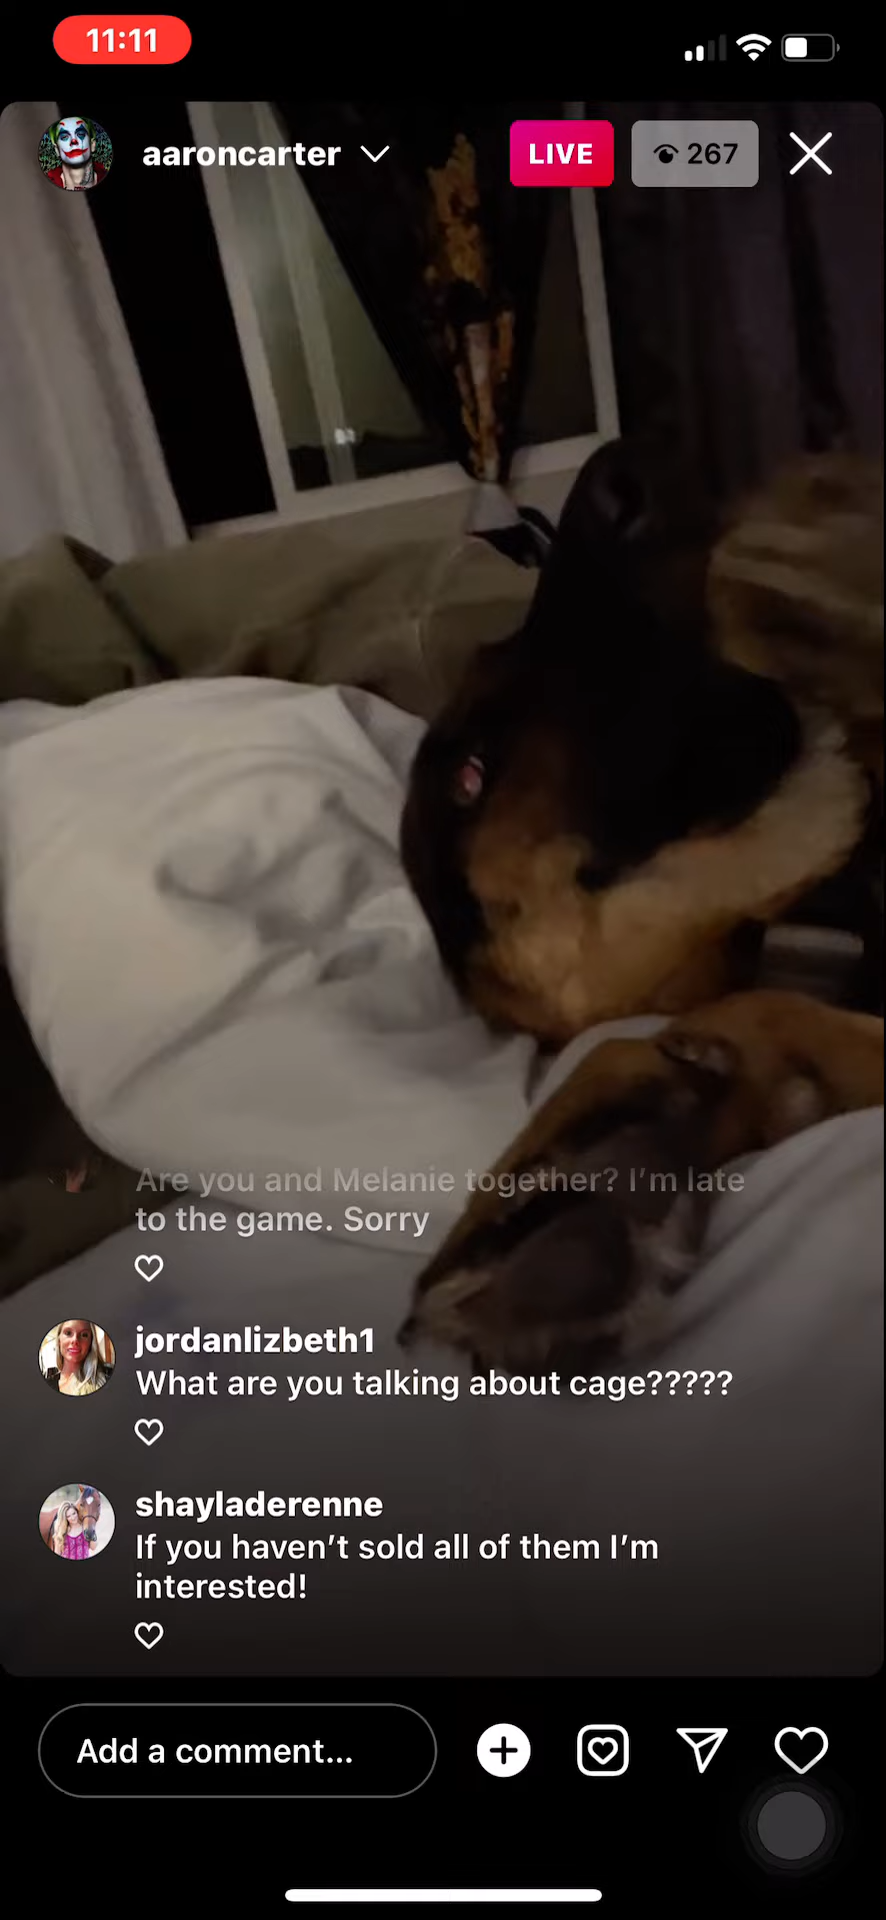 11:11
aaroncarter
LIVE
267
Are you and Melanie together? I’m late
to the game. Sorry
jordanlizbeth1
What are you talking about cage?????
shayladerenne
If you haven’t sold all of them I’m
interested!
Add a comment...